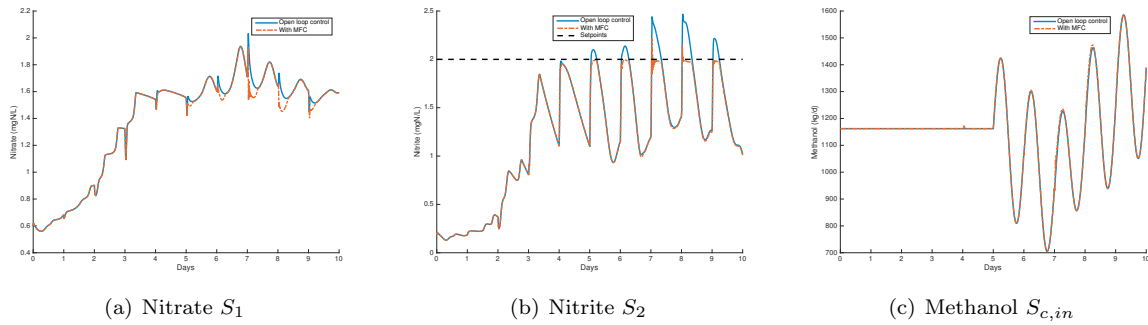 2.2
2
1.8
1.6
1.4
1.2
1
0.8
0.6
0.4
Nitrate (mgN/L)
0 1 2 3 4 5 6 7 8 9 10
Days
Open loop control
With MFC
(a) Nitrate S1
2.5
2
1.5
1
0.5
0
Nitrite (mgN/L)
0 1 2 3 4 5 6 7 8 9 10
Days
Open loop control
With MFC
Setpoints
(b) Nitrite S2
1600
1500
1400
1300
1200
1100
1000
900
800
700
Methanol (kg/d)
0 1 2 3 4 5 6 7 8 9 10
Days
Open loop control
With MFC
(c) Methanol Sc,in